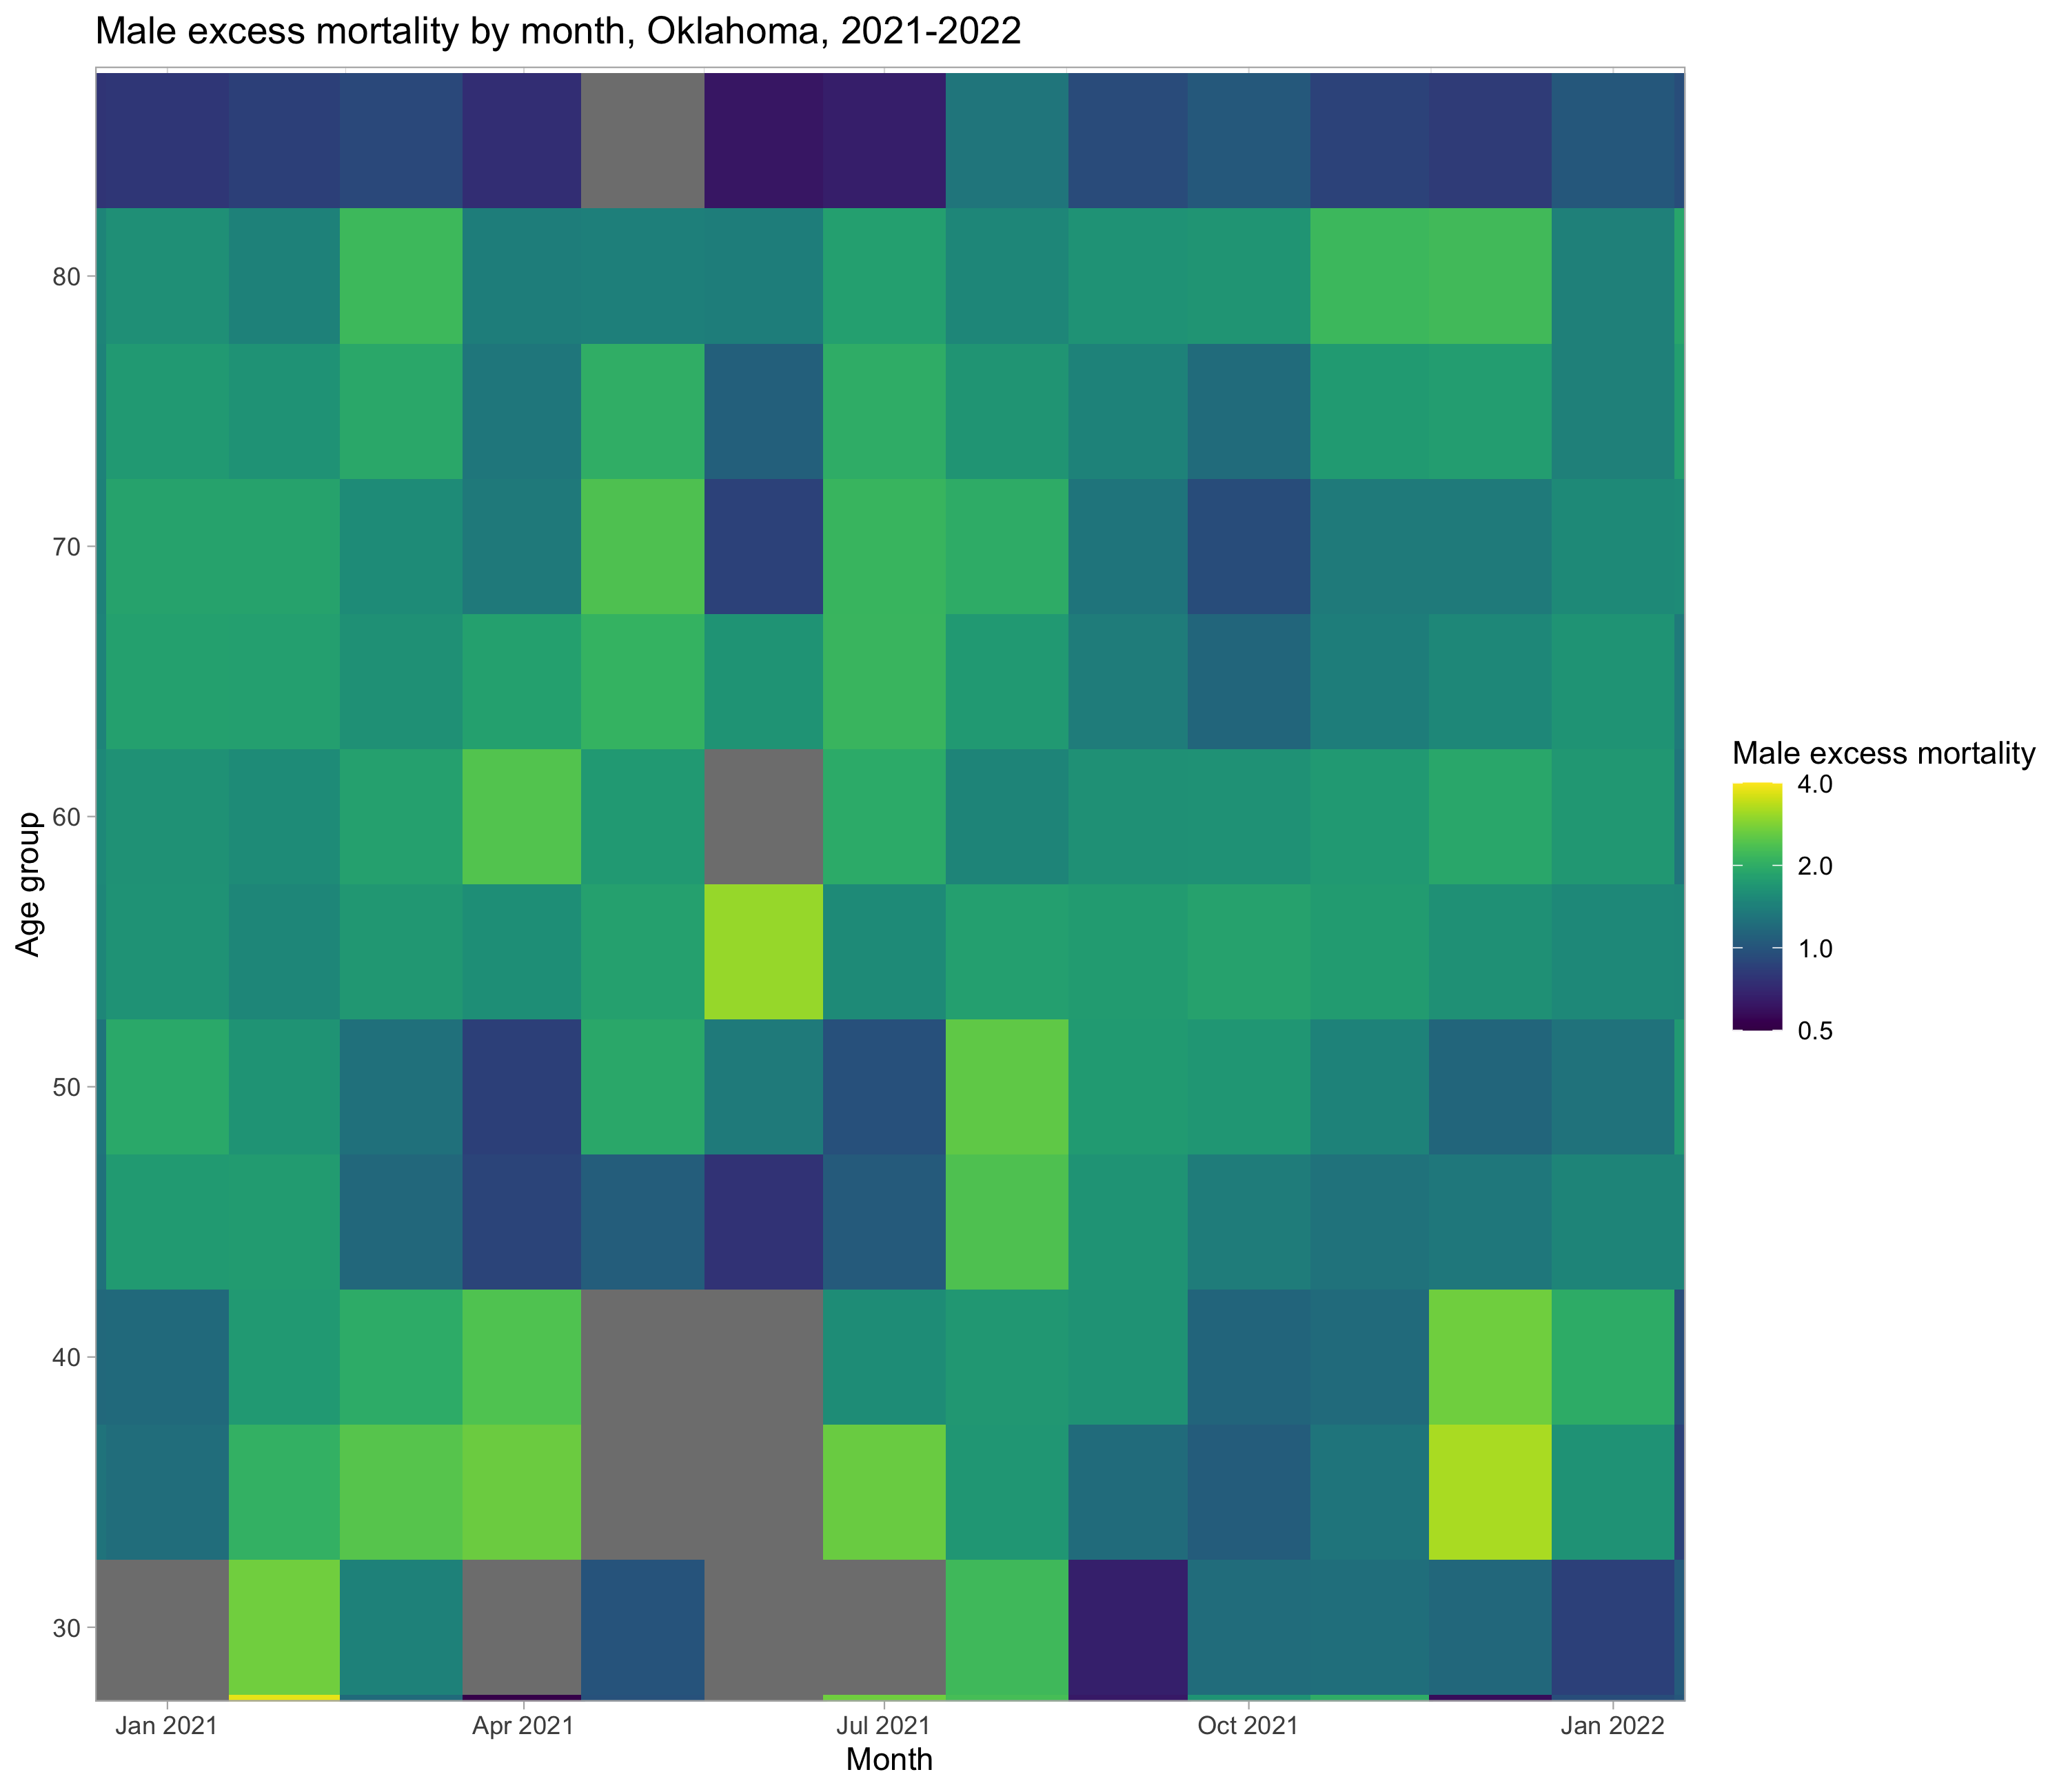 Male excess mortality by month, Oklahoma, 2021-2022
80
70
60
50
40
30
Age group
Jan 2021
Apr 2021
Jul 2021
Oct 2021
Jan 2022
Month
Male excess mortality
4.0
2.0
1.0
0.5